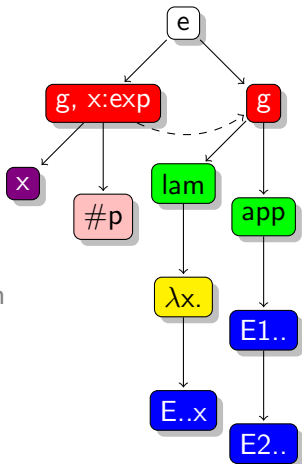 e
g, x:exp
g
x
#p
lam
app
λx.
n
E1..
E..x
E2..